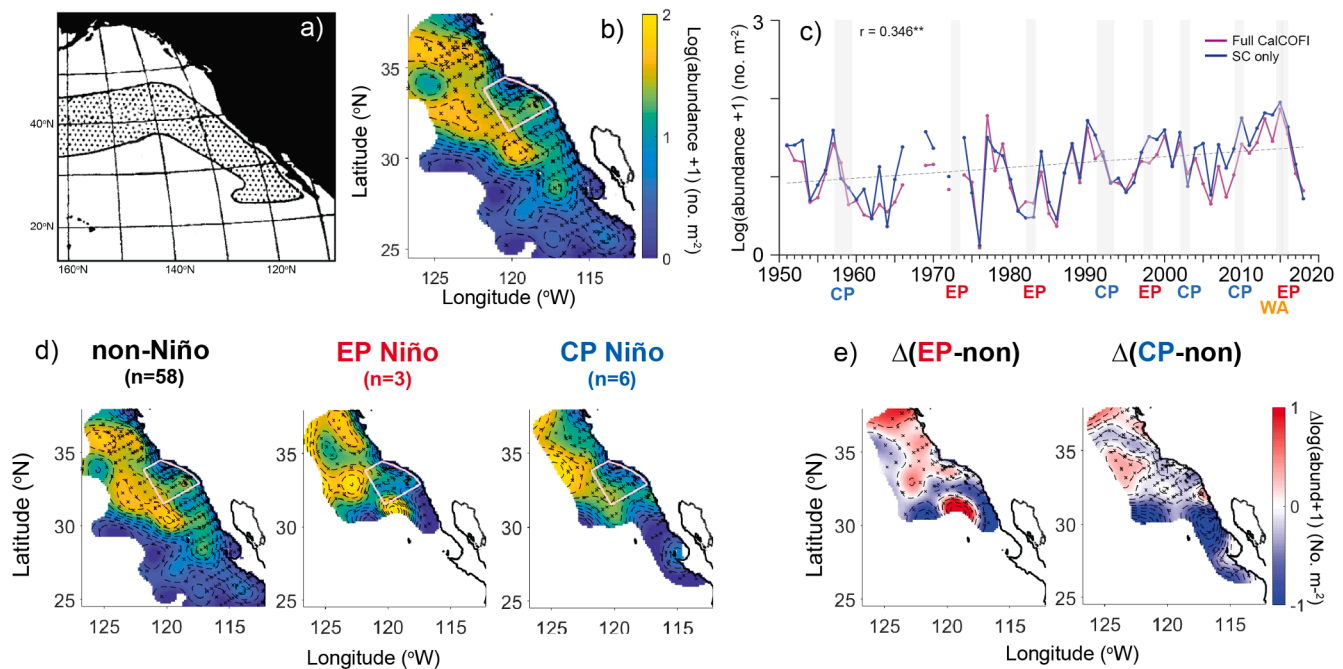 a)
40°N
20°N
160°N
140°N
120°N
b)
Latitude (°N)
35
30
25
125
120
115
Longitude (°W)
2
1
0
Log(abundance +1) (no. m-2)
c)
Log(abundance +1) (no. m-2)
3
0
r = 0.346**
Full CalCOFI
SC only
1950
1960
1970
1980
1990
2000
2010
2020
CP
EP
EP
CP
EP
CP
CP
EP
WA
d)
non-Niño
(n=58)
EP Niño
(n=3)
CP Niño
(n=6)
Latitude (°N)
35
30
25
125
120
115
125
120
115
125
120
115
Longitude (°W)
e)
Δ(EP-non)
Δ(CP-non)
Latitude (°N)
35
30
25
125
120
115
125
120
115
Longitude (°W)
1
0
-1
Δlog(abund+1) (No. m-²)